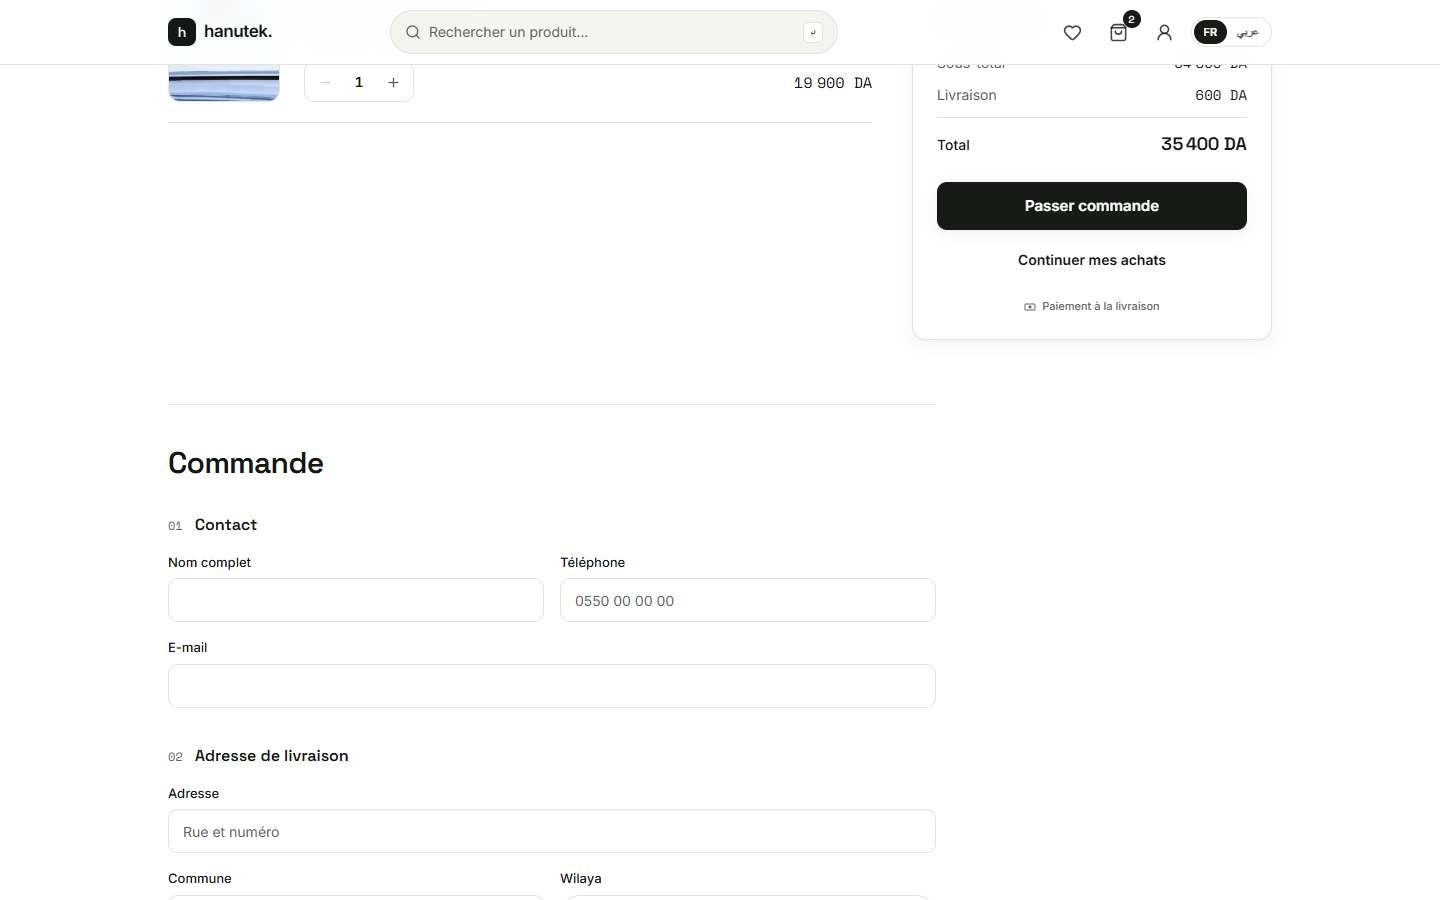 h hanutek.
Rechercher un produit...
2
FR عربي
1
19 900 DA
Livraison 600 DA
Total 35 400 DA
Passer commande
Continuer mes achats
Paiement à la livraison
Commande
01 Contact
Nom complet Téléphone
0550 00 00 00
E-mail
02 Adresse de livraison
Adresse
Rue et numéro
Commune Wilaya